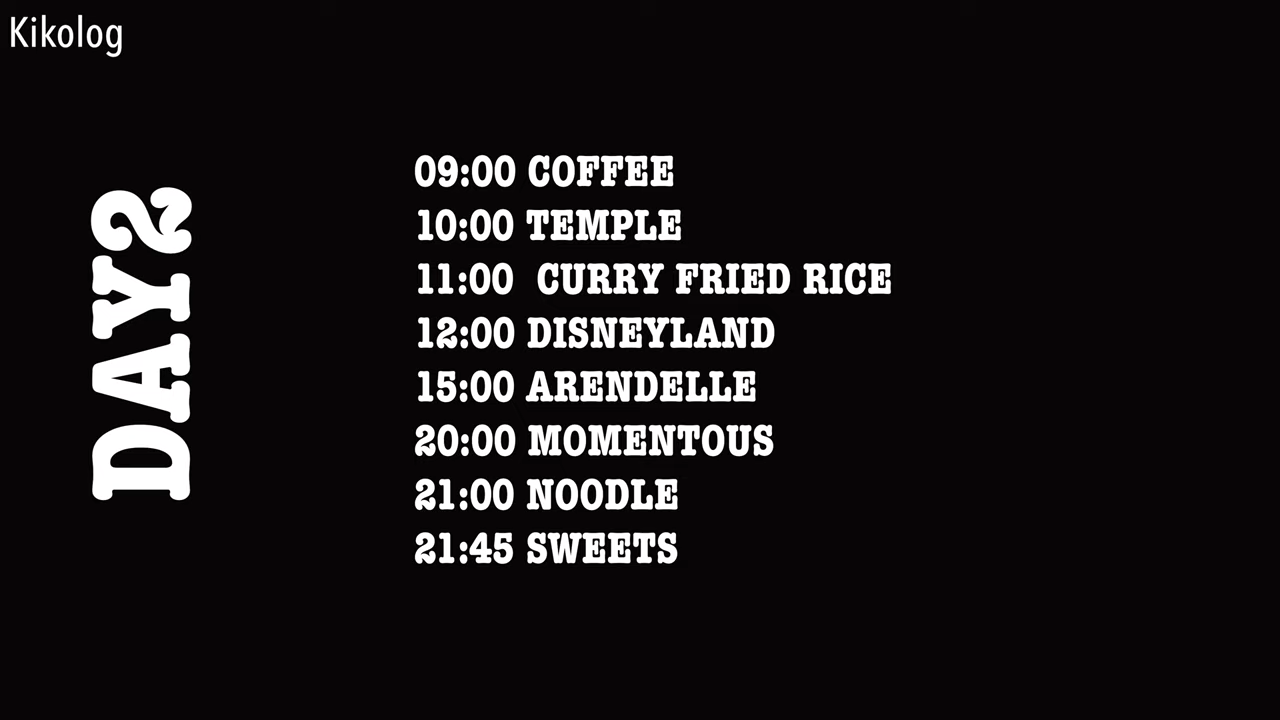 Kikolog
DAY2
09:00 COFFEE
10:00 TEMPLE
11:00 CURRY FRIED RICE
12:00 DISNEYLAND
15:00 ARENDELLE
20:00 MOMENTOUS
21:00 NOODLE
21:45 SWEETS